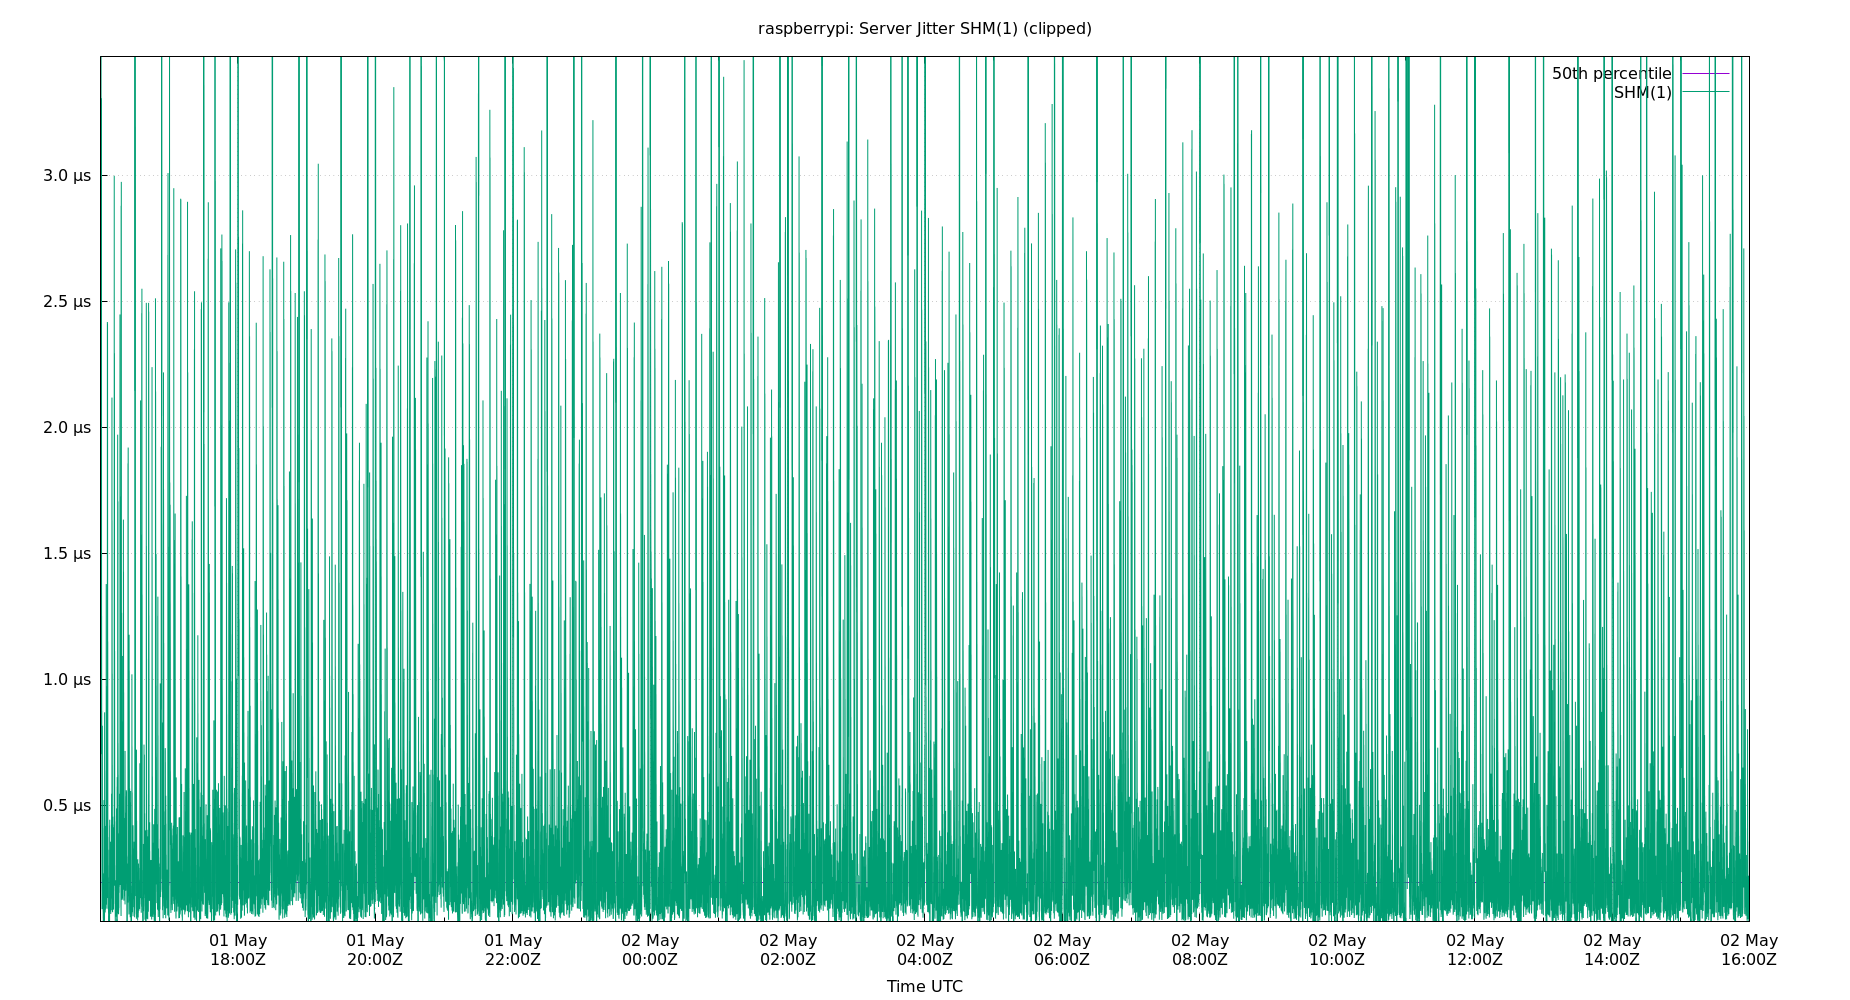 raspberrypi: Server Jitter SHM(1) (clipped)
50th percentile
SHM(1)
3.0 µs
2.5 µs
2.0 µs
1.5 µs
1.0 µs
0.5 µs
01 May 01 May 01 May 02 May 02 May 02 May 02 May 02 May 02 May 02 May 02 May 02 May
18:00Z 20:00Z 22:00Z 00:00Z 02:00Z 04:00Z 06:00Z 08:00Z 10:00Z 12:00Z 14:00Z 16:00Z
Time UTC